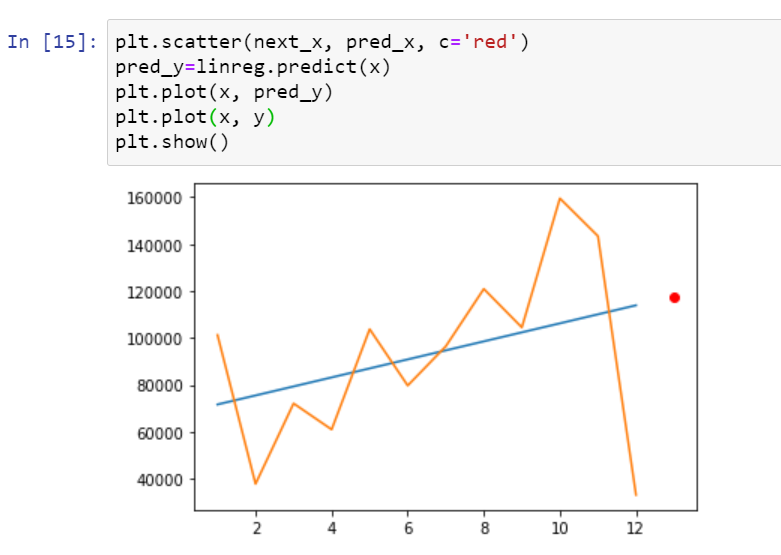 In [15]: plt.scatter(next_x, pred_x, c='red')
pred_y=linreg.predict(x)
plt.plot(x, pred_y)
plt.plot(x, y)
plt.show()
160000
140000
120000
100000
80000
60000
40000
2 4 6 8 10 12